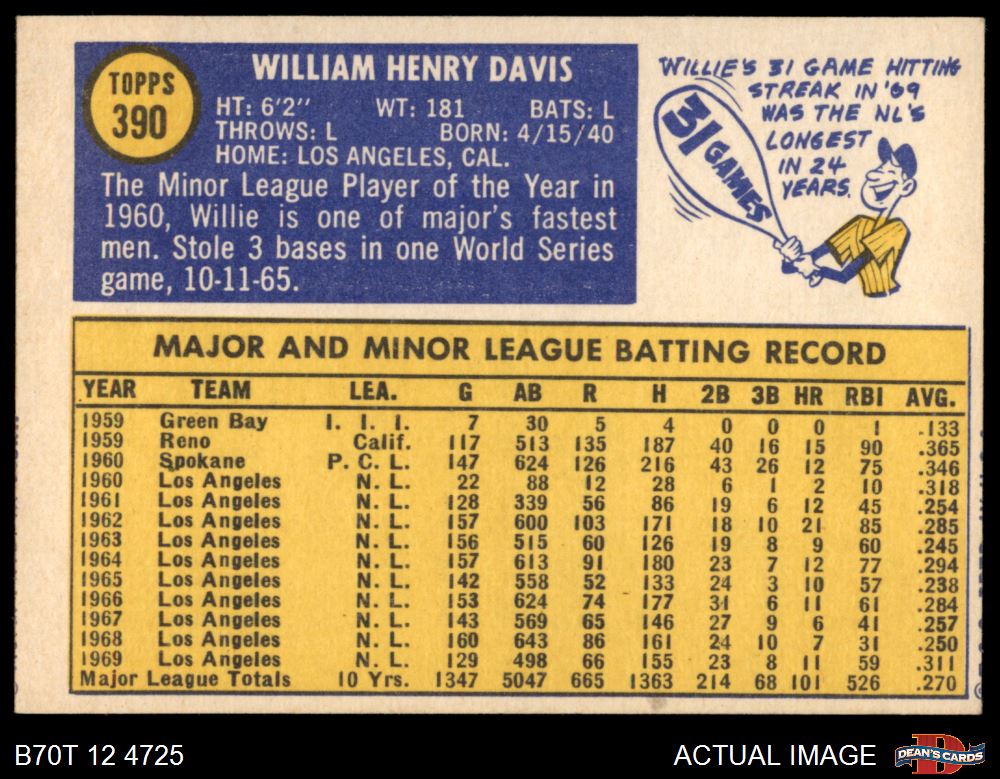 TOPPS
390
WILLIAM HENRY DAVIS
HT: 6'2" WT: 181 BATS: L
THROWS: L BORN: 4/15/40
HOME: LOS ANGELES, CAL.
The Minor League Player of the Year in
1960, Willie is one of major's fastest
men. Stole 3 bases in one World Series
game, 10-11-65.
WILLIE'S 31 GAME HITTING
STREAK IN '69
WAS THE NL'S
LONGEST
IN 24
YEARS.
31
GAMES
MAJOR AND MINOR LEAGUE BATTING RECORD
YEAR TEAM LEA. G AB R H 2B 3B HR RBI AVG.
1959 Green Bay I. I. I. 7 30 5 4 0 0 0 1 .133
1959 Reno Calif. 117 513 135 187 40 16 15 90 .365
1960 Spokane P. C. L. 147 624 126 216 43 26 12 75 .346
1960 Los Angeles N. L. 22 88 12 28 6 1 2 10 .318
1961 Los Angeles N. L. 128 339 56 86 19 6 12 45 .254
1962 Los Angeles N. L. 157 600 103 171 18 10 21 85 .285
1963 Los Angeles N. L. 156 515 60 126 19 8 9 60 .245
1964 Los Angeles N. L. 157 613 91 180 23 7 12 77 .294
1965 Los Angeles N. L. 142 558 52 133 24 3 10 57 .238
1966 Los Angeles N. L. 153 624 74 177 31 6 11 61 .284
1967 Los Angeles N. L. 143 569 65 146 27 9 6 41 .257
1968 Los Angeles N. L. 160 643 86 161 24 10 7 31 .250
1969 Los Angeles N. L. 129 498 66 155 23 8 11 59 .311
Major League Totals 10 Yrs. 1347 5047 665 1363 214 68 101 526 .270
B70T 12 4725
ACTUAL IMAGE
DEAN'S CARDS